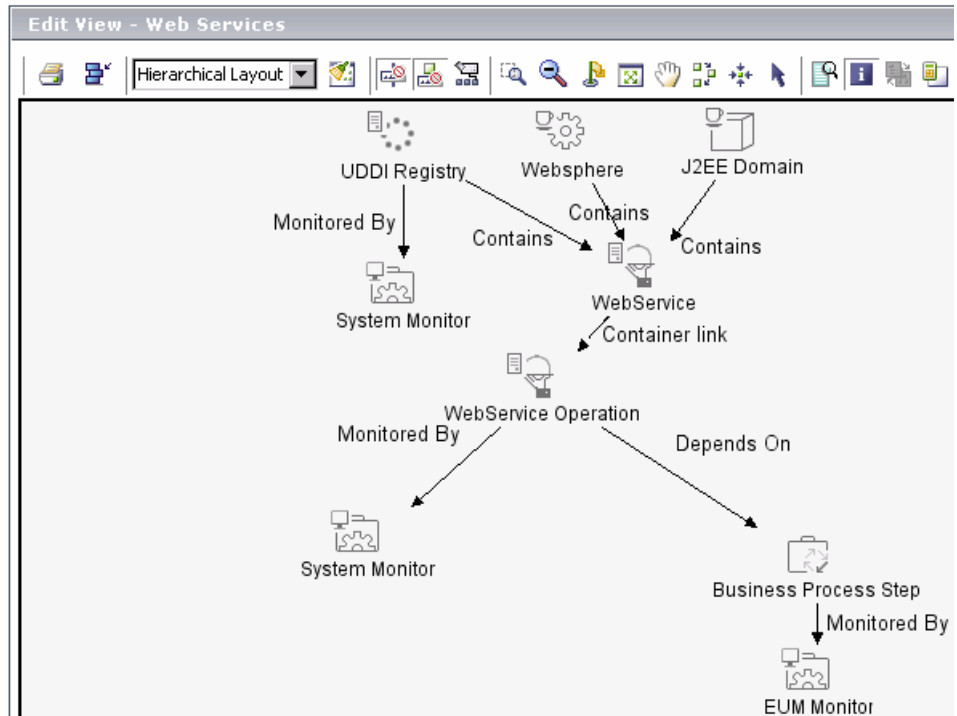 Edit View - Web Services
Hierarchical Layout
UDDI Registry
Websphere
J2EE Domain
Monitored By
Contains
Contains
Contains
System Monitor
WebService
Container link
WebService Operation
Monitored By
Depends On
System Monitor
Business Process Step
Monitored By
EUM Monitor